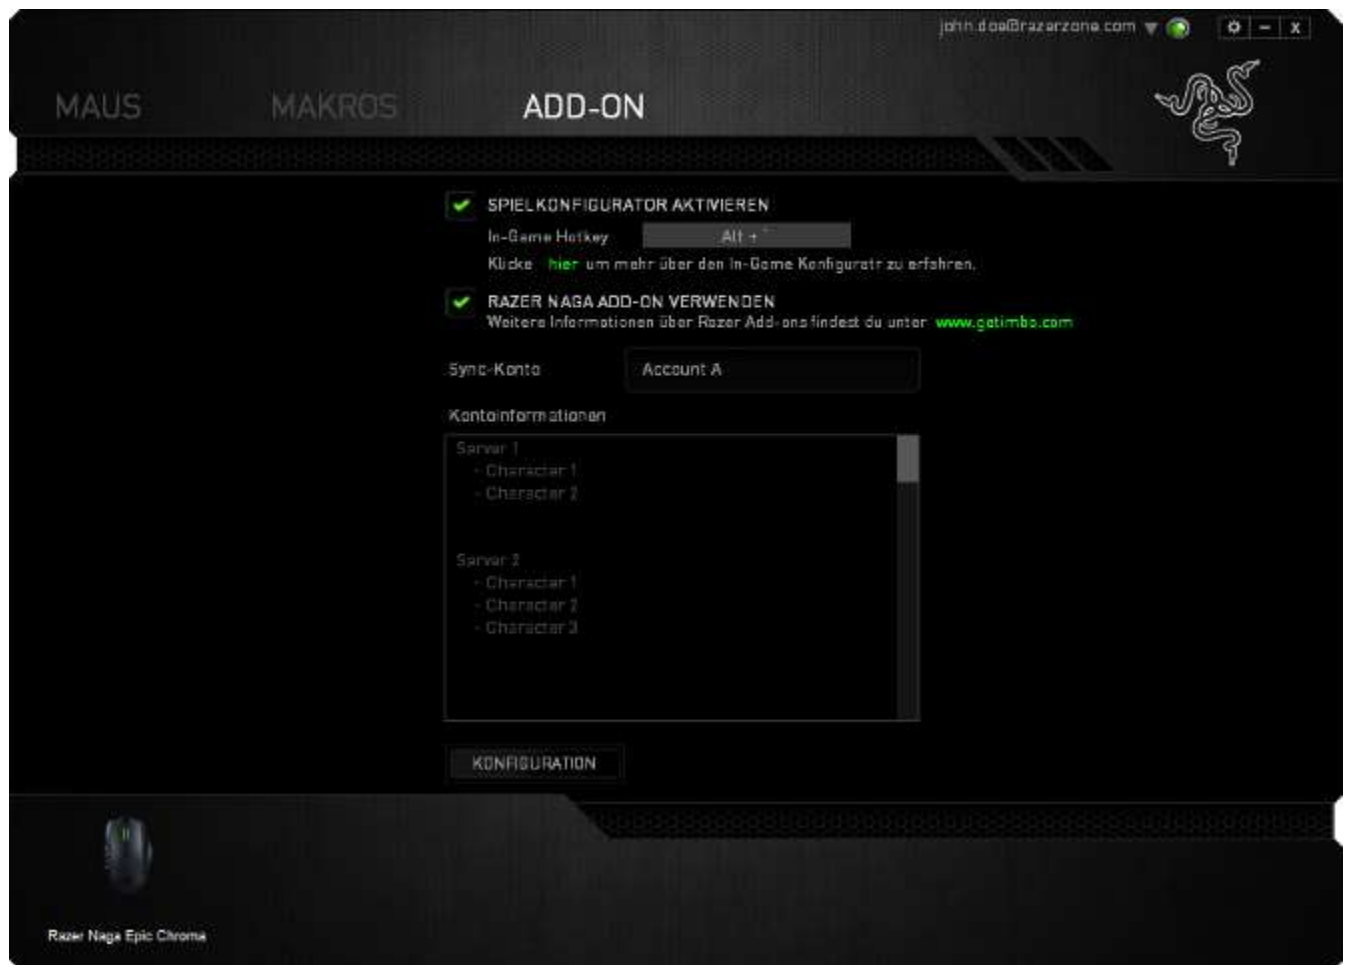 john.doe@razerzone.com
x
MAUS
MAKROS
ADD-ON
SPIELKONFIGURATOR AKTIVIEREN
In-Game Hotkey
Alt + `
Klicke hier um mehr über den In-Game Konfiguratr zu erfahren.
RAZER NAGA ADD-ON VERWENDEN
Weitere Informationen über Razer Add-ons findest du unter www.getimba.com
Sync-Konto
Account A
Kontoinformationen
Server 1
- Character 1
- Character 2
Server 2
- Character 1
- Character 2
- Character 3
KONFIGURATION
Razer Naga Epic Chroma